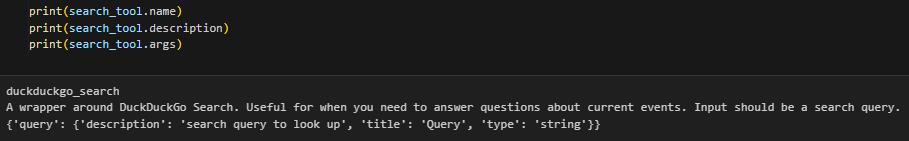 print(search_tool.name)
print(search_tool.description)
print(search_tool.args)
duckduckgo_search
A wrapper around DuckDuckGo Search. Useful for when you need to answer questions about current events. Input should be a search query.
{'query': {'description': 'search query to look up', 'title': 'Query', 'type': 'string'}}